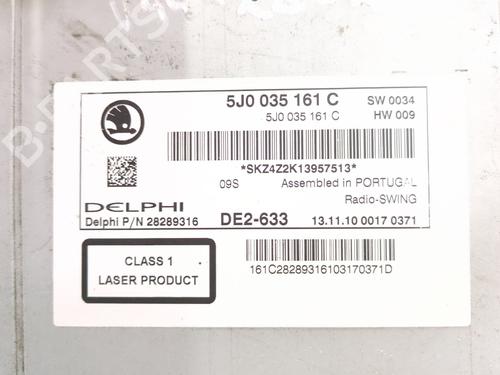 5J0 035 161 C SW 0034
5J0 035 161 C HW 009
*SKZ4Z2K13957513*
09S Assembled in PORTUGAL
Radio-SWING
DELPHI
Delphi P/N 28289316 DE2-633 13.11.10 0017 0371
CLASS 1
LASER PRODUCT
161C28289316103170371D